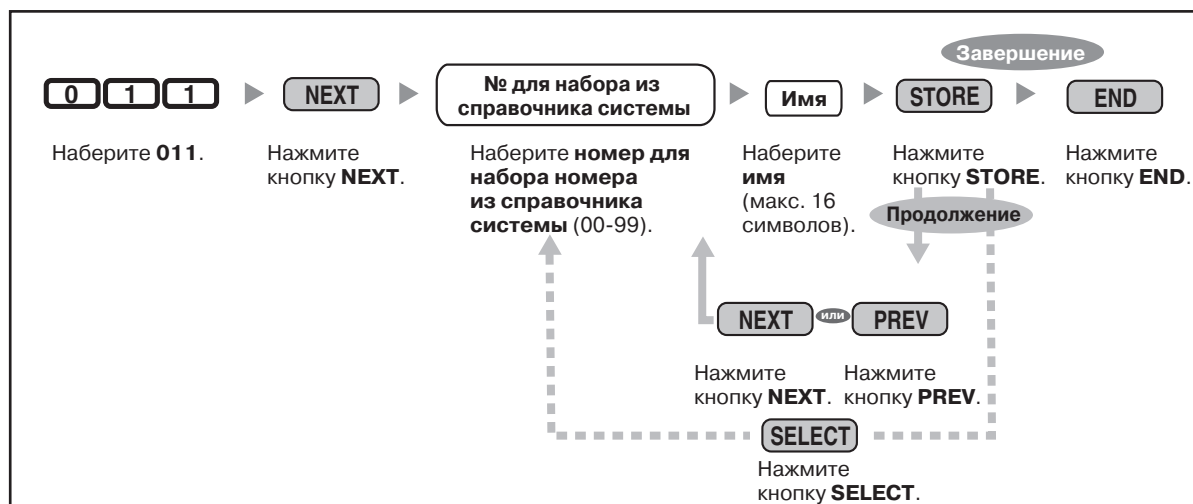 Завершение
0 1 1
NEXT
№ для набора из
справочника системы
Имя
STORE
END
Наберите 011.
Нажмите
кнопку NEXT.
Наберите номер для
набора номера
из справочника
системы (00-99).
Наберите
имя
(макс. 16
символов).
Нажмите
кнопку STORE.
Нажмите
кнопку END.
Продолжение
NEXT
или
PREV
Нажмите
кнопку NEXT.
Нажмите
кнопку PREV.
SELECT
Нажмите
кнопку SELECT.